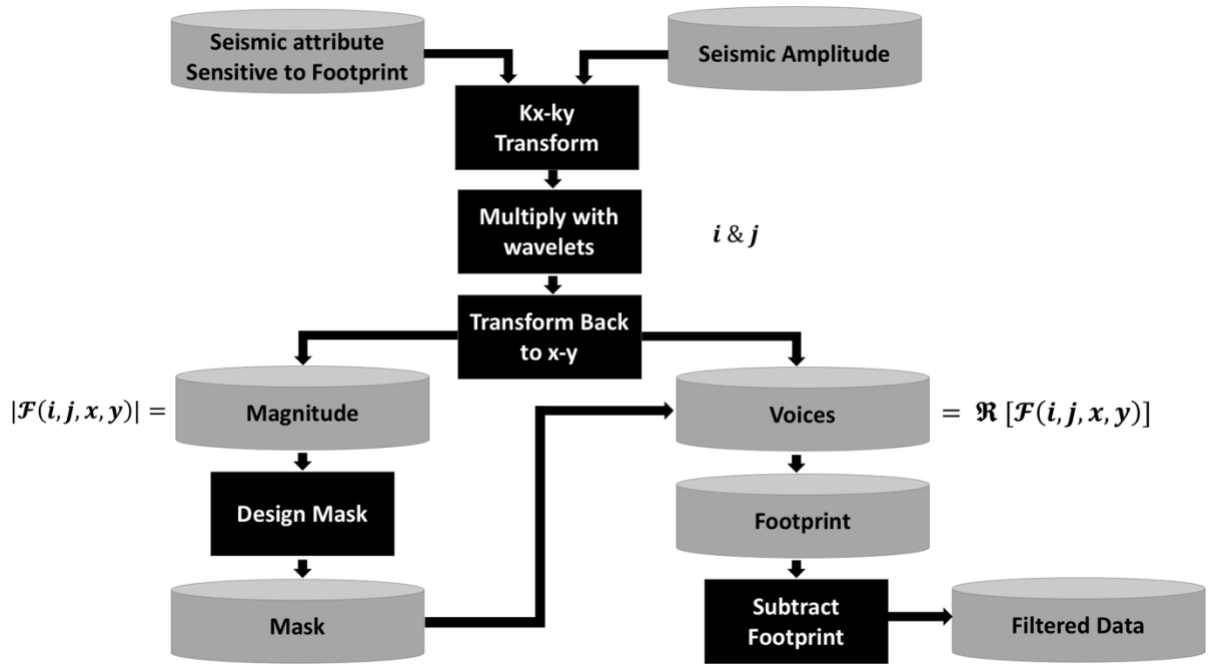 Seismic attribute
Sensitive to Footprint
Seismic Amplitude
Kx-ky
Transform
Multiply with
wavelets
𝒊 & 𝒋
Transform Back
to x-y
|𝓕(𝒊, 𝒋, 𝒙, 𝒚)| =
Magnitude
Voices
= 𝕽 [𝓕(𝒊, 𝒋, 𝒙, 𝒚)]
Design Mask
Footprint
Mask
Subtract
Footprint
Filtered Data